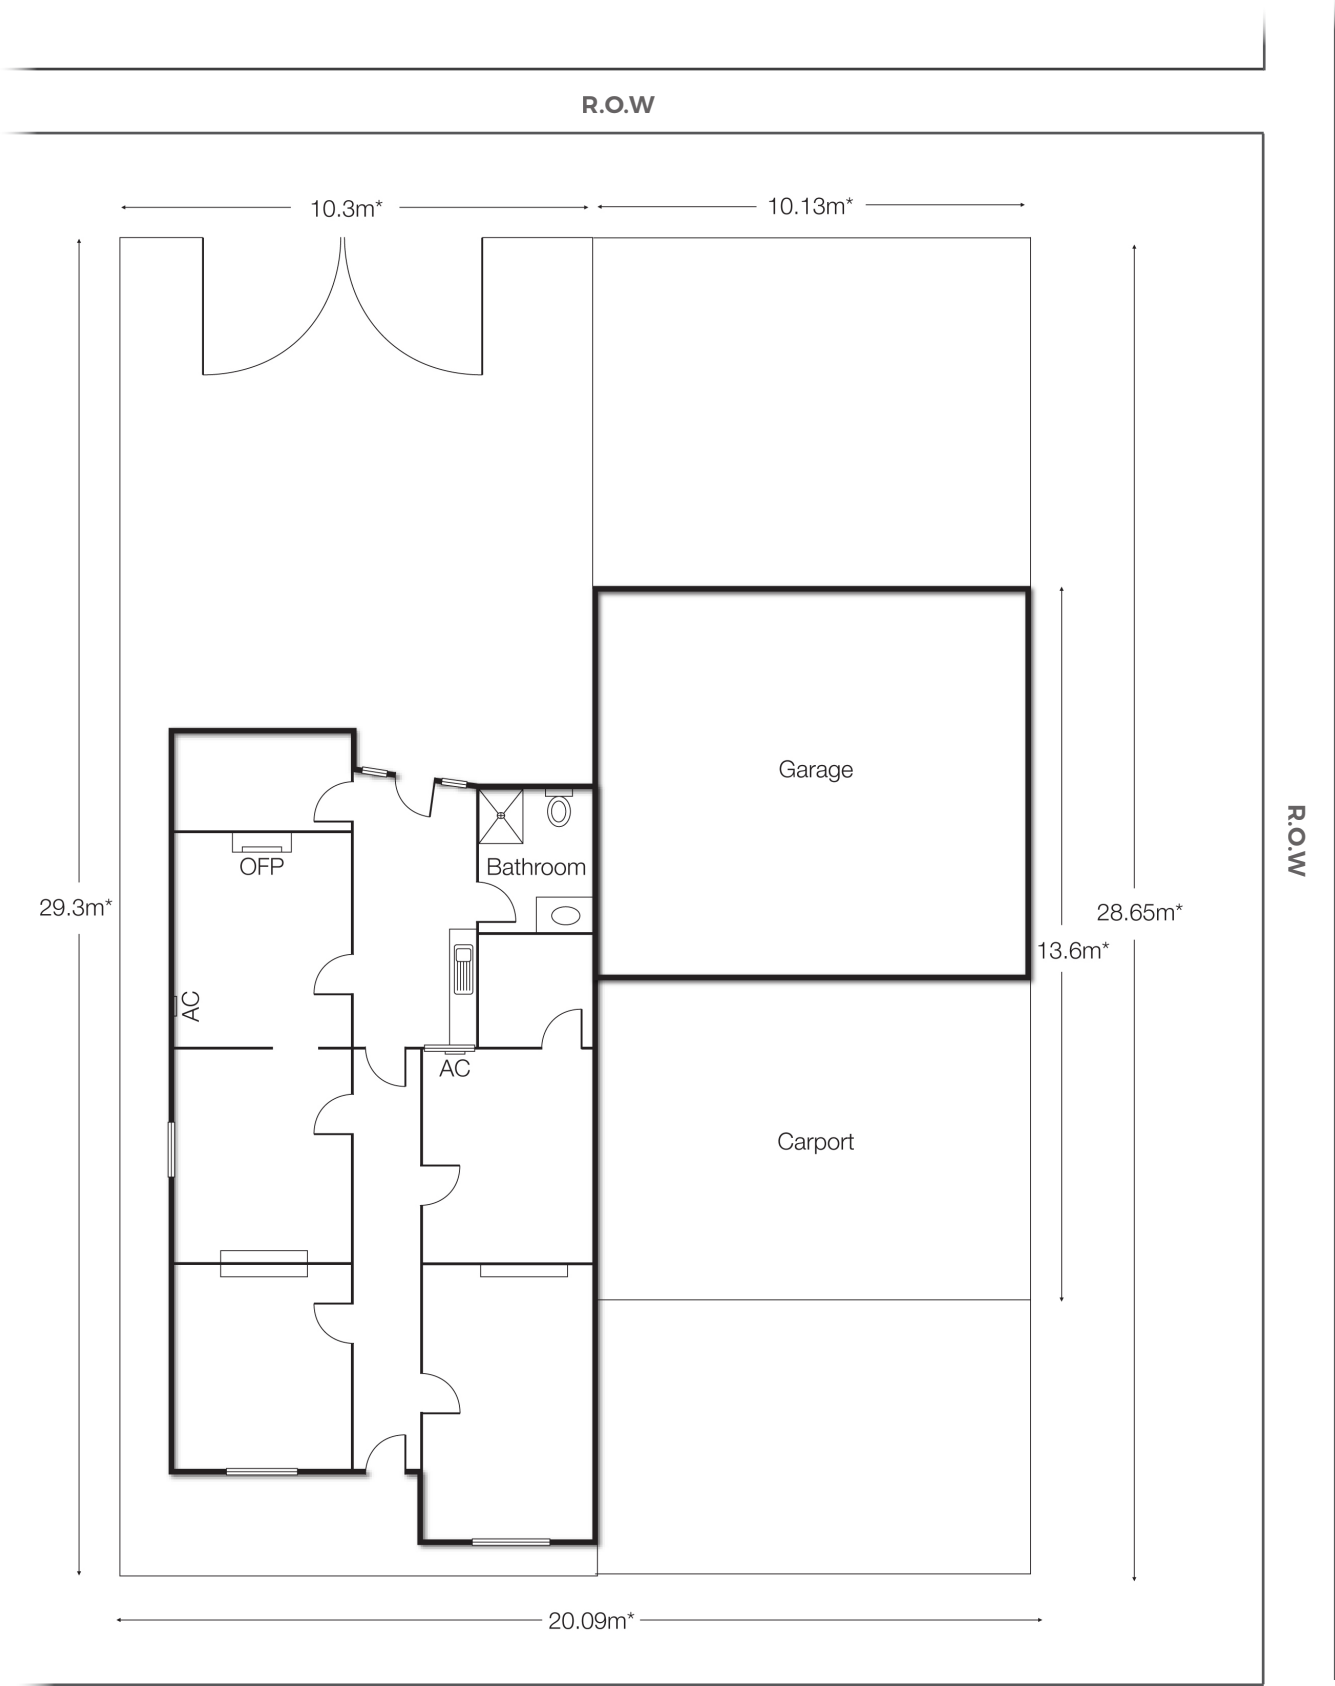 R.O.W
10.3m*
10.13m*
Garage
OFP
Bathroom
29.3m*
R.O.W
28.65m*
13.6m*
AC
AC
Carport
20.09m*